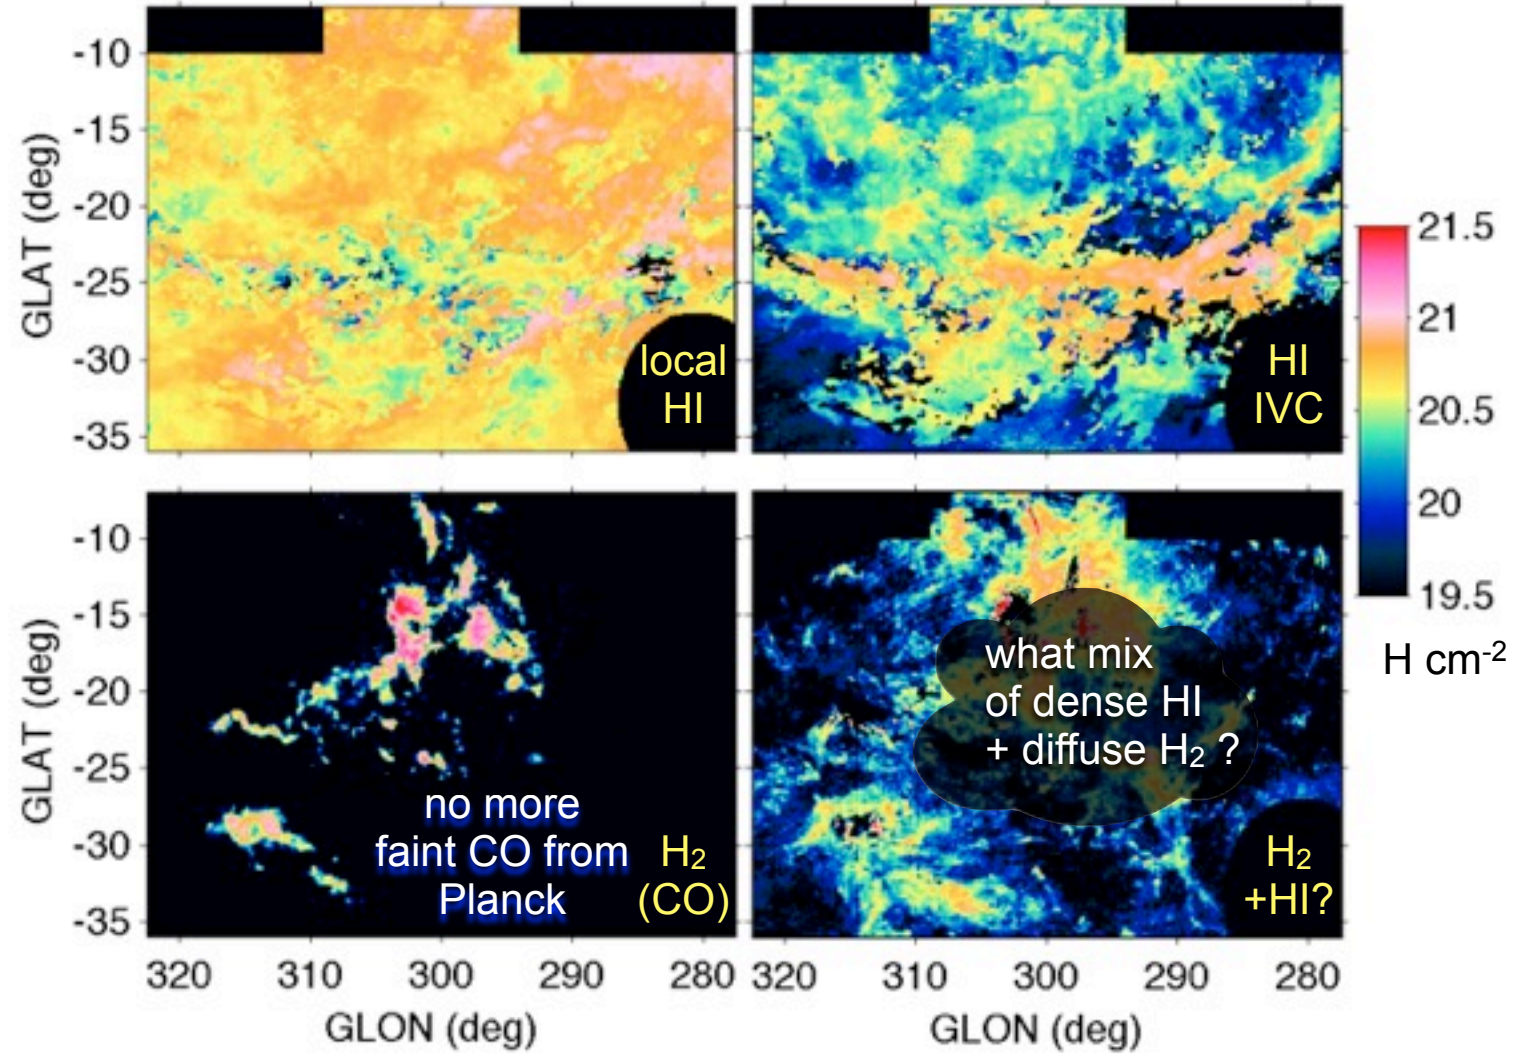 GLAT (deg)
-10
-15
-20
-25
-30
-35
local
HI
HI
IVC
21.5
21
20.5
20
19.5
H cm-2
GLAT (deg)
-10
-15
-20
-25
-30
-35
no more
faint CO from
Planck
H2
(CO)
what mix
of dense HI
+ diffuse H2 ?
H2
+HI?
320 310 300 290 280
320 310 300 290 280
GLON (deg)
GLON (deg)